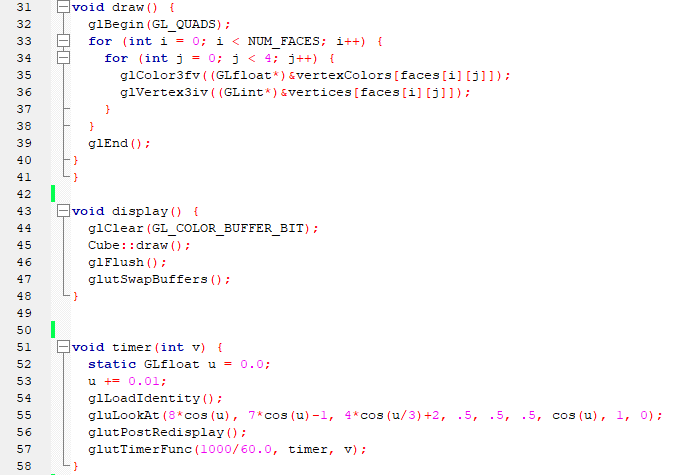 31 void draw() {
32 glBegin(GL_QUADS);
33 for (int i = 0; i < NUM_FACES; i++) {
34 for (int j = 0; j < 4; j++) {
35 glColor3fv((GLfloat*)&vertexColors[faces[i][j]]);
36 glVertex3iv((GLint*)&vertices[faces[i][j]]);
37 }
38 }
39 glEnd();
40 }
41 }
42
43 void display() {
44 glClear(GL_COLOR_BUFFER_BIT);
45 Cube::draw();
46 glFlush();
47 glutSwapBuffers();
48 }
49
50
51 void timer(int v) {
52 static GLfloat u = 0.0;
53 u += 0.01;
54 glLoadIdentity();
55 gluLookAt(8*cos(u), 7*cos(u)-1, 4*cos(u/3)+2, .5, .5, .5, cos(u), 1, 0);
56 glutPostRedisplay();
57 glutTimerFunc(1000/60.0, timer, v);
58 }